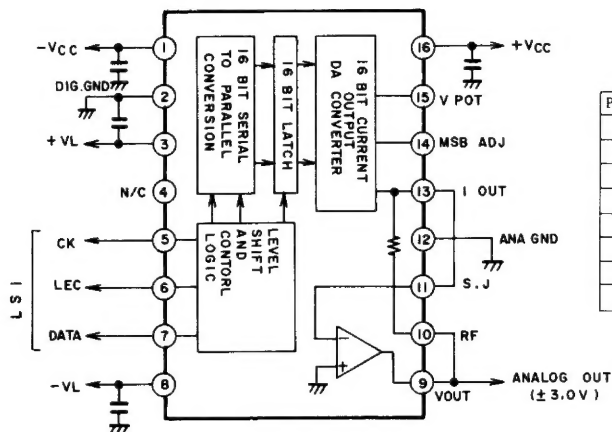 -VCC
1
DIG.GND
2
+VL
3
N/C
4
CK
5
LEC
6
DATA
7
-VL
8
LSI
16 BIT SERIAL
TO PARALLEL
CONVERSION
16 BIT LATCH
16 BIT CURRENT
OUTPUT
DA CONVERTER
LEVEL
SHIFT
AND
CONTORL
LOGIC
16
+VCC
15
V POT
14
MSB ADJ
13
I OUT
12
ANA GND
11
S.J
10
RF
9
VOUT
ANALOG OUT
(±3.0V)
-
+
P